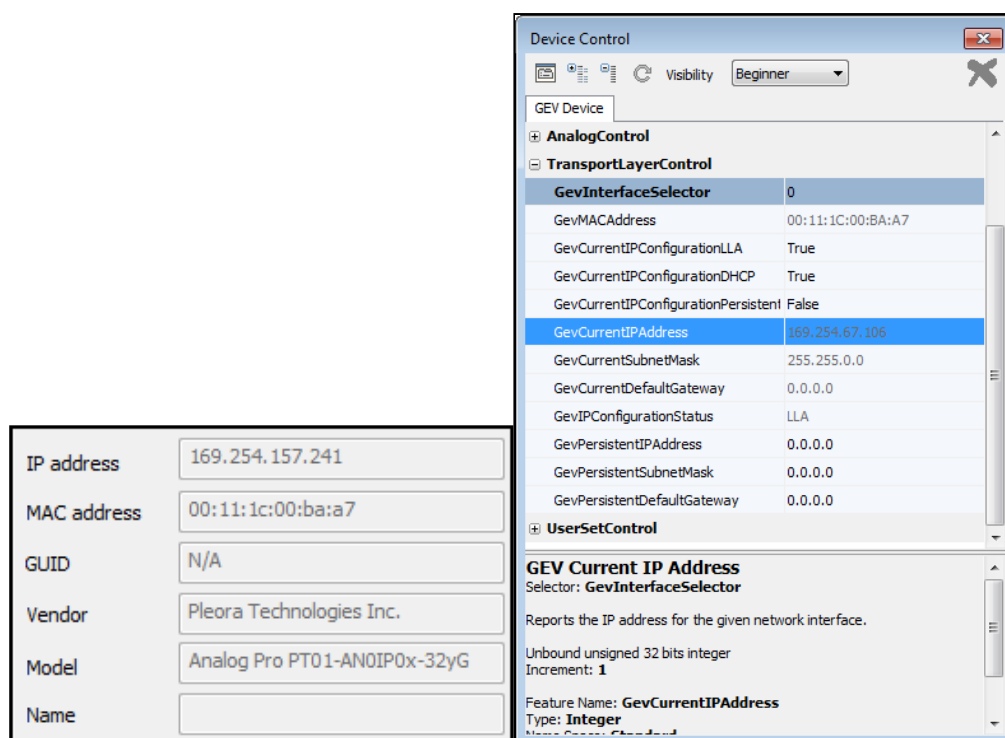 IP address 169.254.157.241
MAC address 00:11:1c:00:ba:a7
GUID N/A
Vendor Pleora Technologies Inc.
Model Analog Pro PT01-AN0IP0x-32yG
Name
Device Control
Visibility Beginner
GEV Device
AnalogControl
TransportLayerControl
GevInterfaceSelector 0
GevMACAddress 00:11:1C:00:BA:A7
GevCurrentIPConfigurationLLA True
GevCurrentIPConfigurationDHCP True
GevCurrentIPConfigurationPersistent False
GevCurrentIPAddress 169.254.67.106
GevCurrentSubnetMask 255.255.0.0
GevCurrentDefaultGateway 0.0.0.0
GevIPConfigurationStatus LLA
GevPersistentIPAddress 0.0.0.0
GevPersistentSubnetMask 0.0.0.0
GevPersistentDefaultGateway 0.0.0.0
UserSetControl
GEV Current IP Address
Selector: GevInterfaceSelector
Reports the IP address for the given network interface.
Unbound unsigned 32 bits integer
Increment: 1
Feature Name: GevCurrentIPAddress
Type: Integer
Name Space: Standard